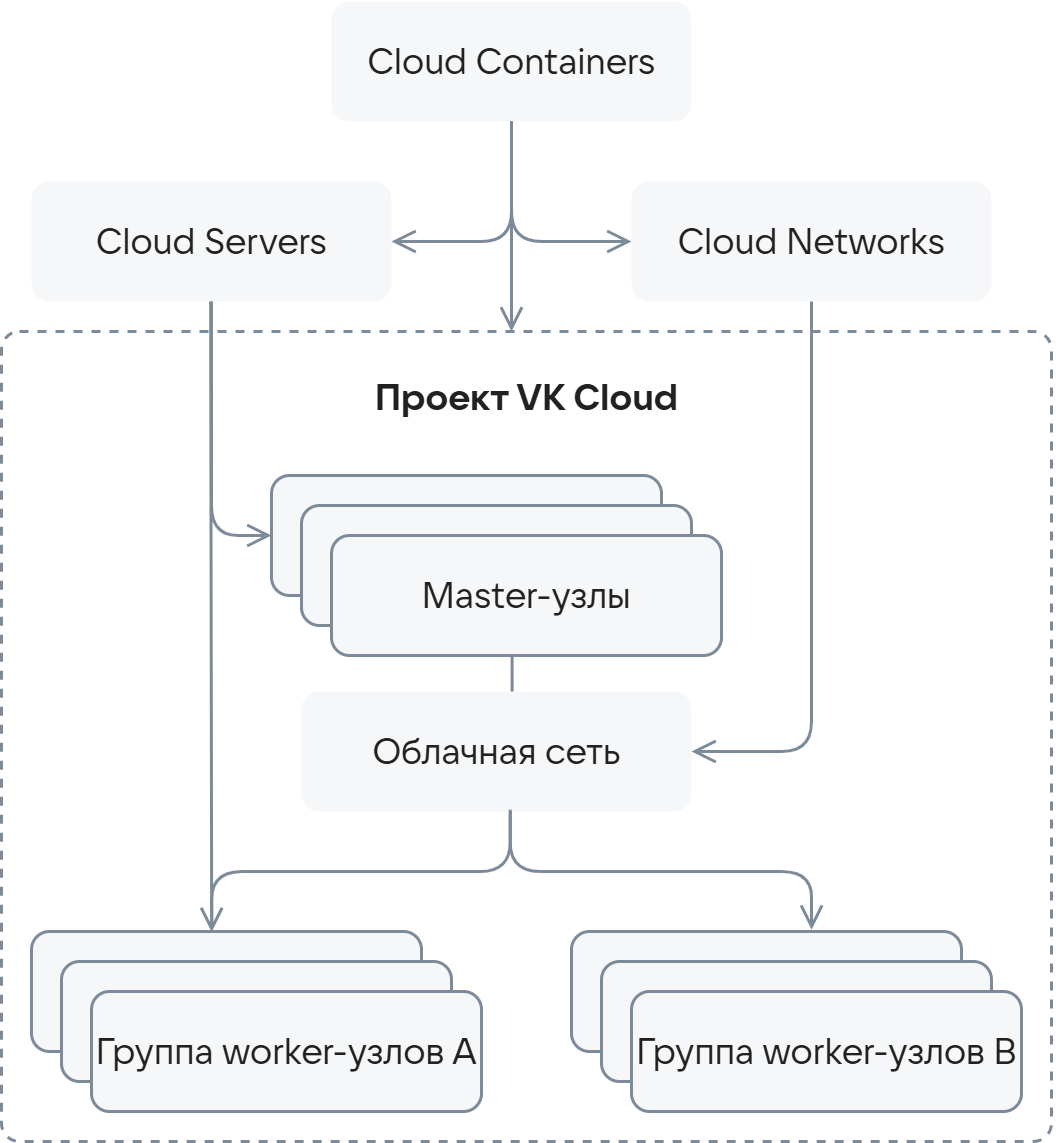 Cloud Containers
Cloud Servers
Cloud Networks
Проект VK Cloud
Master-узлы
Облачная сеть
Группа worker-узлов A
Группа worker-узлов B